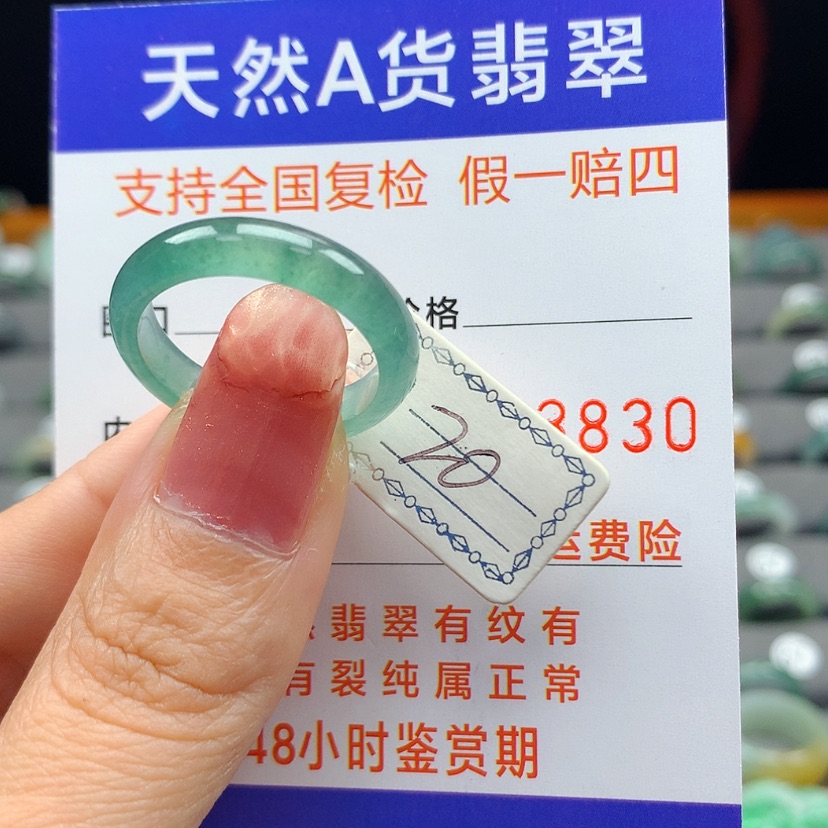 天然A货翡翠
支持全国复检 假一赔四
格
3830
20
运费险
翡翠有纹有
有裂纯属正常
48小时鉴赏期